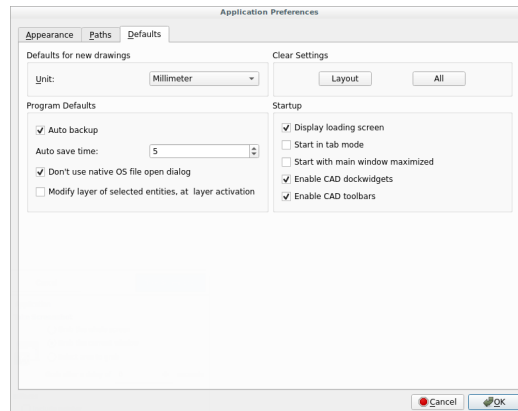 Application Preferences
Appearance Paths Defaults
Defaults for new drawings
Unit: Millimeter
Clear Settings
Layout All
Program Defaults
Auto backup
Auto save time: 5
Don't use native OS file open dialog
Modify layer of selected entities, at layer activation
Startup
Display loading screen
Start in tab mode
Start with main window maximized
Enable CAD dockwidgets
Enable CAD toolbars
Cancel OK